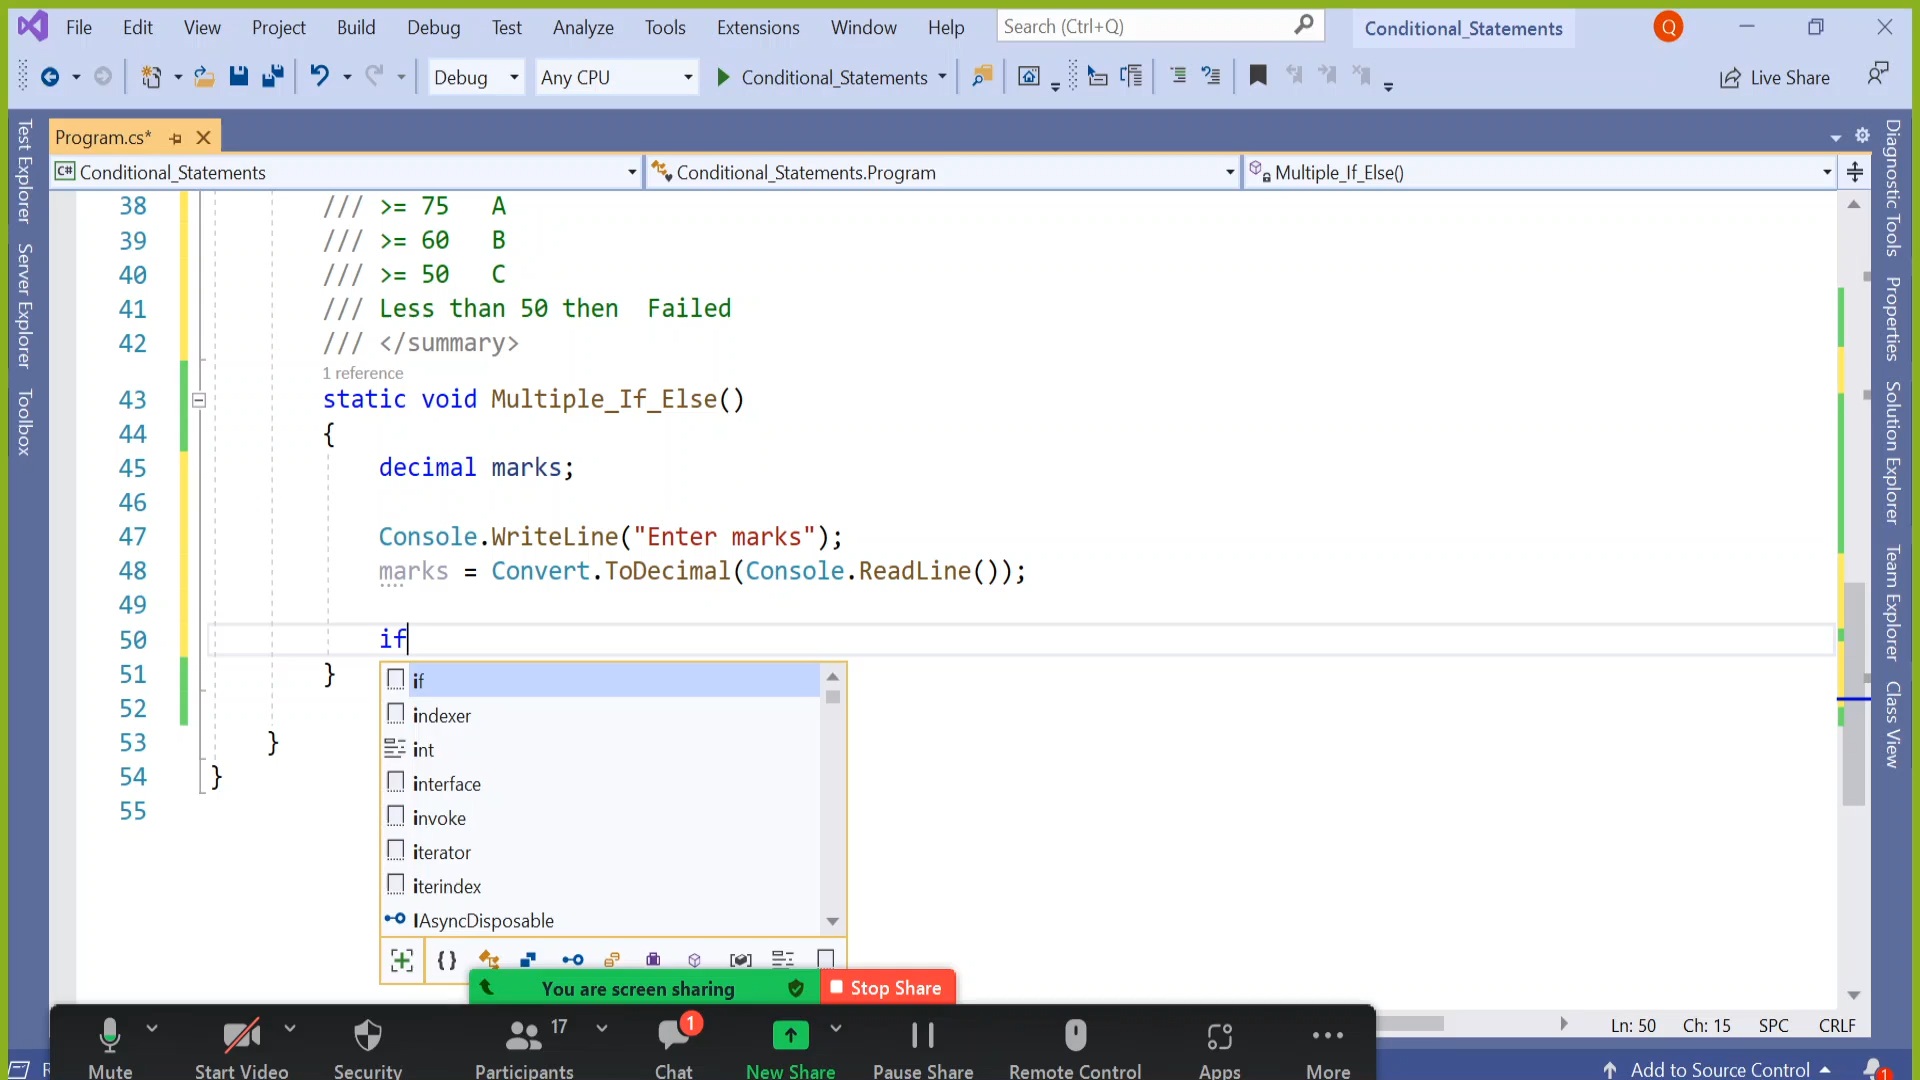 File Edit View Project Build Debug Test Analyze Tools Extensions Window Help Search (Ctrl+Q) Conditional_Statements Q
Debug Any CPU Conditional_Statements Live Share
Program.cs*
Conditional_Statements Conditional_Statements.Program Multiple_If_Else()
Test Explorer
Server Explorer
Toolbox
38 /// >= 75 A
39 /// >= 60 B
40 /// >= 50 C
41 /// Less than 50 then Failed
42 /// </summary>
1 reference
43 static void Multiple_If_Else()
44 {
45 decimal marks;
46
47 Console.WriteLine("Enter marks");
48 marks = Convert.ToDecimal(Console.ReadLine());
49
50 if
51 }
52
53 }
54 }
55
if
indexer
int
interface
invoke
iterator
iterindex
IAsyncDisposable
Diagnostic Tools
Properties
Solution Explorer
Team Explorer
Class View
You are screen sharing Stop Share
Ln: 50 Ch: 15 SPC CRLF
17 1
Mute Start Video Security Participants Chat New Share Pause Share Remote Control Apps More
Add to Source Control 1